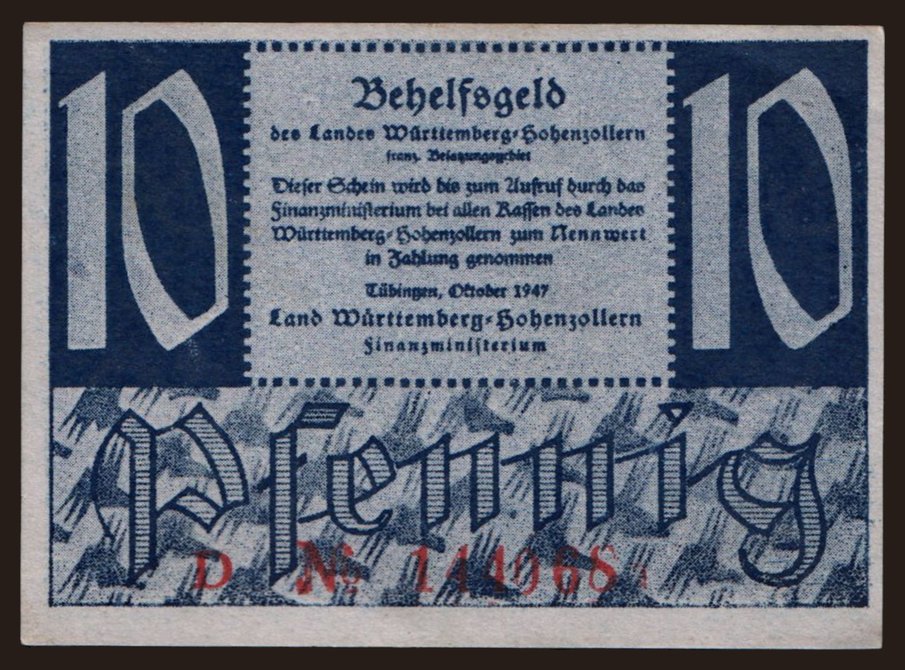 10
10
Behelfsgeld
des Landes Württemberg-Hohenzollern
franz. Besatzungsgebiet
Dieser Schein wird bis zum Aufruf durch das
Finanzministerium bei allen Kassen des Landes
Württemberg-Hohenzollern zum Nennwert
in Zahlung genommen
Tübingen, Oktober 1947
Land Württemberg-Hohenzollern
Finanzministerium
Pfennig
D № 144068